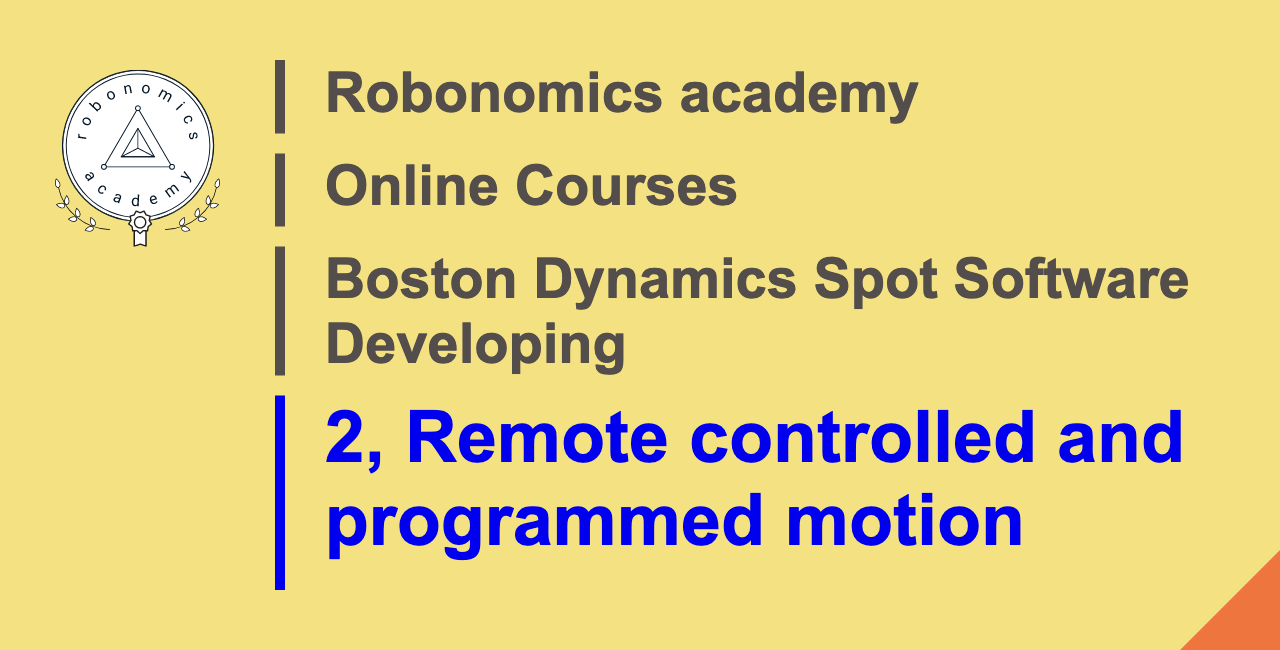 robonomics
academy
Robonomics academy
Online Courses
Boston Dynamics Spot Software
Developing
2, Remote controlled and
programmed motion